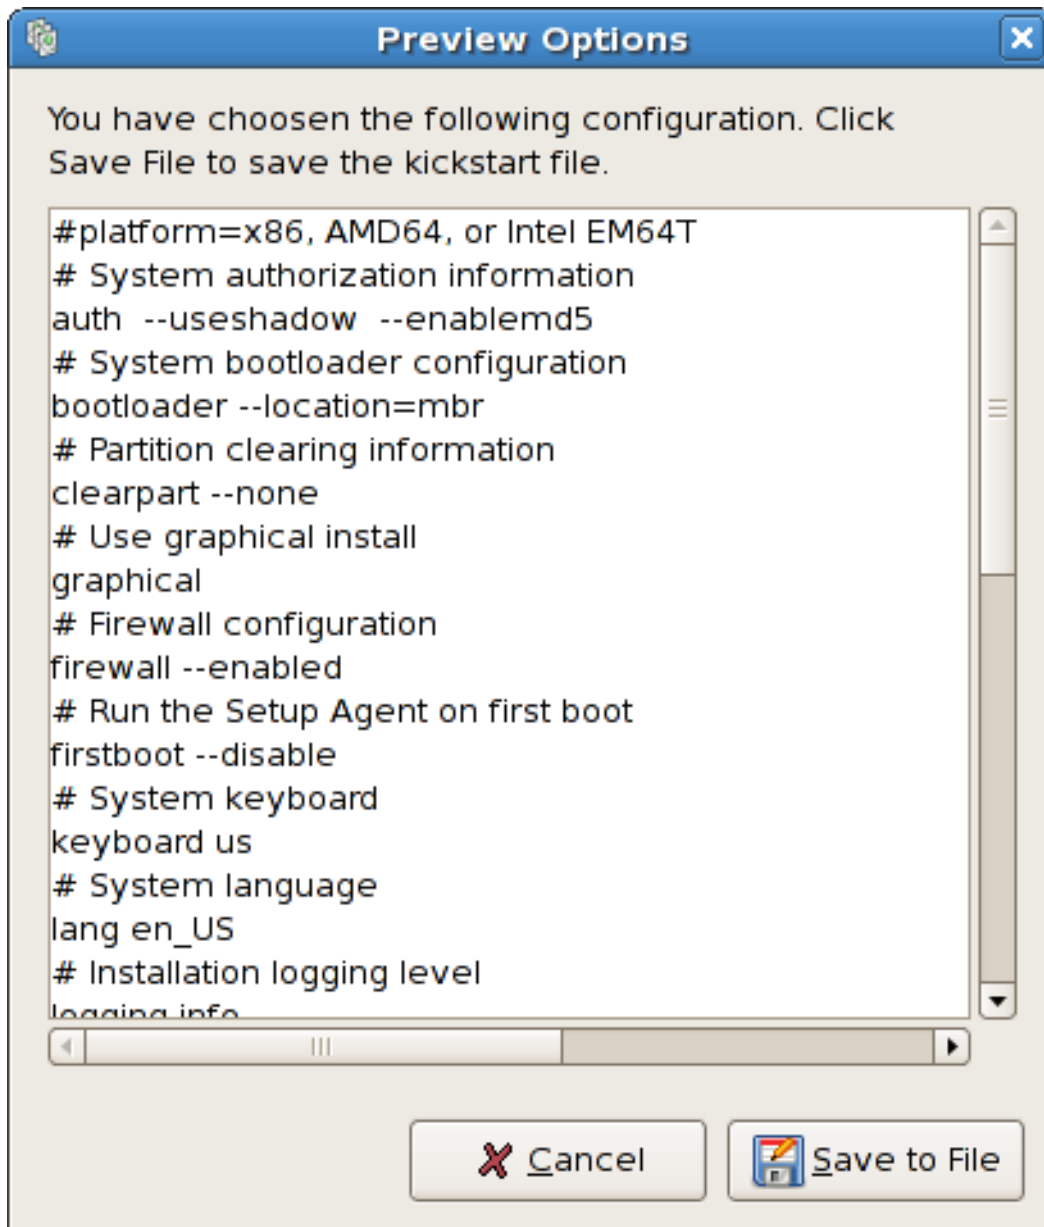 Preview Options
You have choosen the following configuration. Click
Save File to save the kickstart file.
#platform=x86, AMD64, or Intel EM64T
# System authorization information
auth  --useshadow  --enablemd5
# System bootloader configuration
bootloader --location=mbr
# Partition clearing information
clearpart --none
# Use graphical install
graphical
# Firewall configuration
firewall --enabled
# Run the Setup Agent on first boot
firstboot --disable
# System keyboard
keyboard us
# System language
lang en_US
# Installation logging level
logging info
Cancel
Save to File